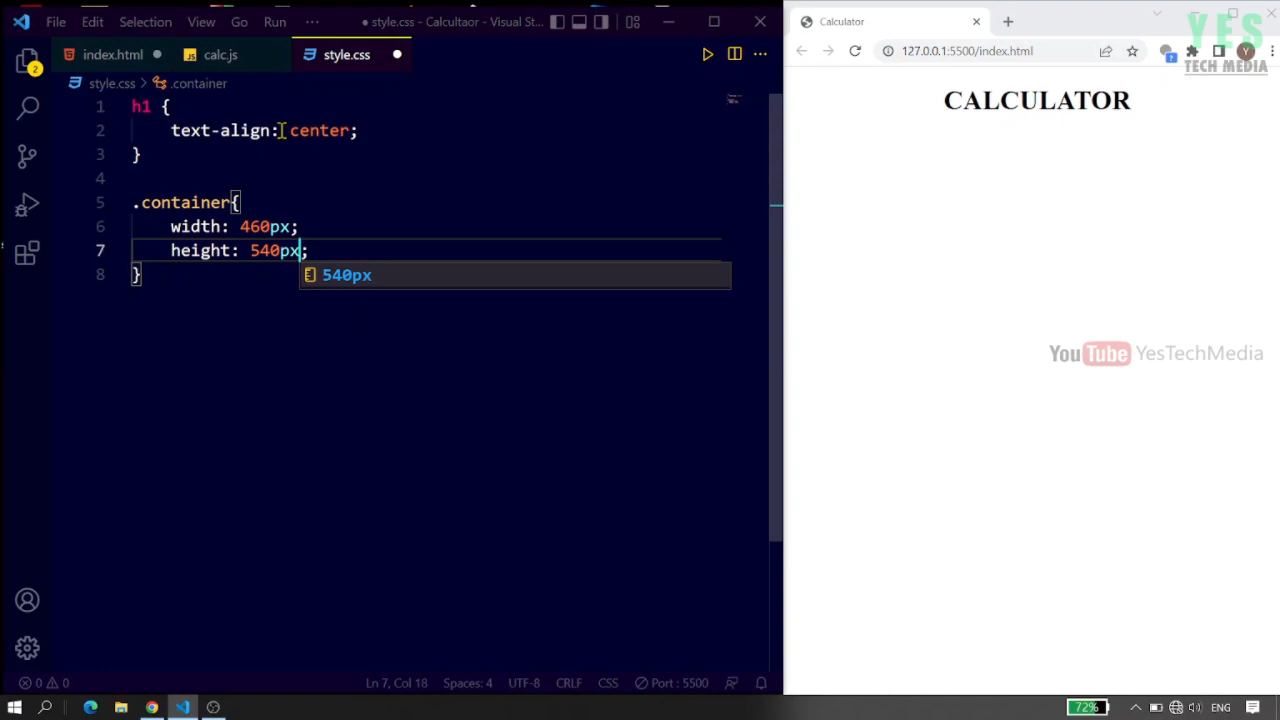 File Edit Selection View Go Run ··· ● style.css - Calcultaor - Visual St...
index.html ● calc.js style.css ●
style.css > .container
1 h1 {
2 text-align: center;
3 }
4
5 .container{
6 width: 460px;
7 height: 540px;
8 }
540px
2
0 0 Ln 7, Col 18 Spaces: 4 UTF-8 CRLF CSS Port : 5500
Calculator
127.0.0.1:5500/index.html
Y
YES
TECH MEDIA
CALCULATOR
YouTube YesTechMedia
72% ENG